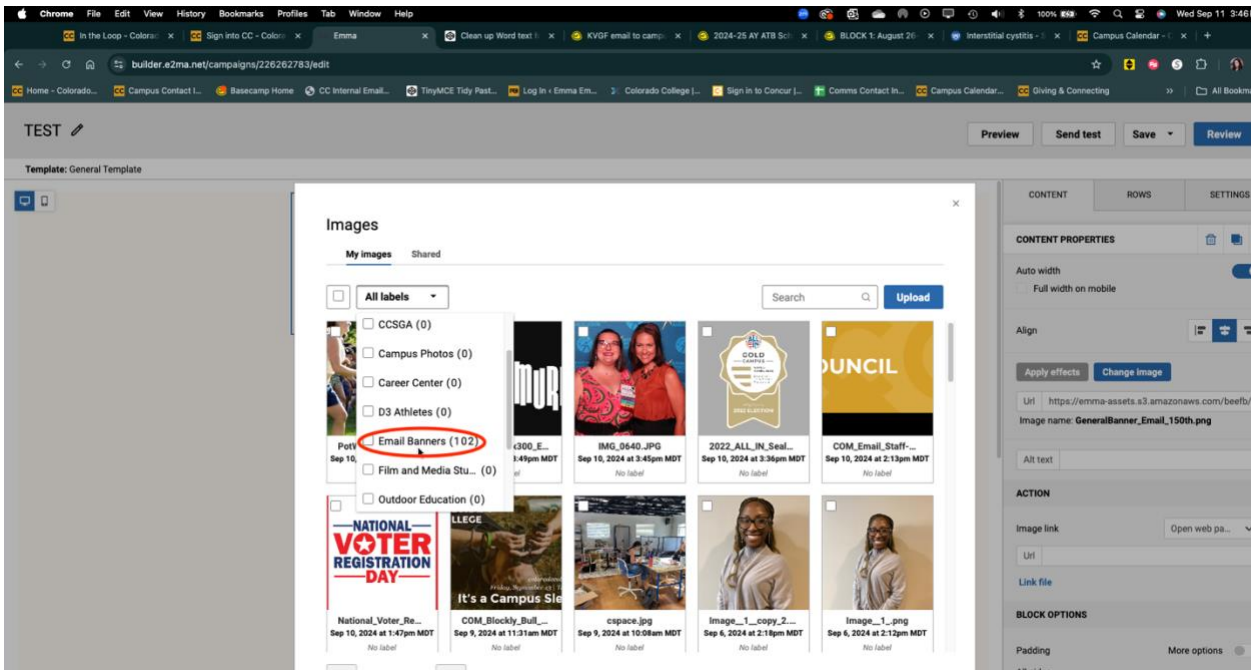 Chrome File Edit View History Bookmarks Profiles Tab Window Help
100%
Wed Sep 11 3:46
In the Loop - Colorac
Sign into CC - Colora
Emma
Clean up Word text
KVGF email to camp
2024-25 AY ATB Sch
BLOCK 1: August 26
Interstitial cystitis -
Campus Calendar -
builder.e2ma.net/campaigns/226262783/edit
Home - Colorado...
Campus Contact I...
Basecamp Home
CC Internal Email...
TinyMCE Tidy Past...
Log In ‹ Emma Em...
Colorado College |...
Sign in to Concur |...
Comms Contact In...
Campus Calendar...
Giving & Connecting
»
All Bookm
TEST
Preview
Send test
Save
Review
Template: General Template
CONTENT
ROWS
SETTINGS
Images
My images
Shared
All labels
Search
Upload
CCSGA (0)
Campus Photos (0)
Career Center (0)
D3 Athletes (0)
Email Banners (102)
Film and Media Stu... (0)
Outdoor Education (0)
GOLD
CAMPUS
2022 ELECTION
OUNCIL
Sep 10,
x300_E...
3:49pm MDT
IMG_0640.JPG
Sep 10, 2024 at 3:45pm MDT
No label
2022_ALL_IN_Seal...
Sep 10, 2024 at 3:36pm MDT
No label
COM_Email_Staff-...
Sep 10, 2024 at 2:13pm MDT
No label
NATIONAL
VOTER
REGISTRATION
DAY
LLEGE
It's a Campus Sle
National_Voter_Re...
Sep 10, 2024 at 1:47pm MDT
No label
COM_Blockly_Bull_...
Sep 9, 2024 at 11:31am MDT
No label
cspace.jpg
Sep 9, 2024 at 10:08am MDT
No label
Image__1__copy_2....
Sep 6, 2024 at 2:18pm MDT
No label
Image__1_.png
Sep 6, 2024 at 2:12pm MDT
No label
CONTENT PROPERTIES
Auto width
Full width on mobile
Align
Apply effects
Change image
Url
https://emma-assets.s3.amazonaws.com/beefb/
Image name: GeneralBanner_Email_150th.png
Alt text
ACTION
Image link
Open web pa...
Url
Link file
BLOCK OPTIONS
Padding
More options